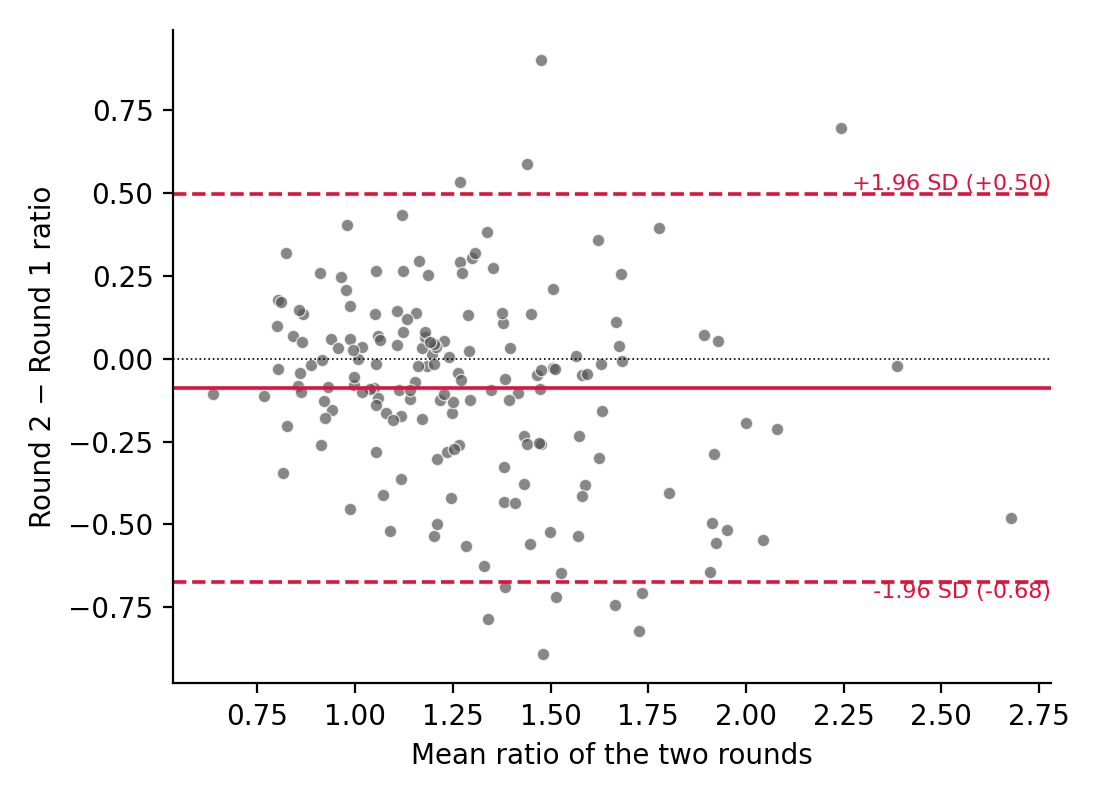 0.75
0.50
0.25
0.00
−0.25
−0.50
−0.75
Round 2 − Round 1 ratio
+1.96 SD (+0.50)
-1.96 SD (-0.68)
0.75 1.00 1.25 1.50 1.75 2.00 2.25 2.50 2.75
Mean ratio of the two rounds